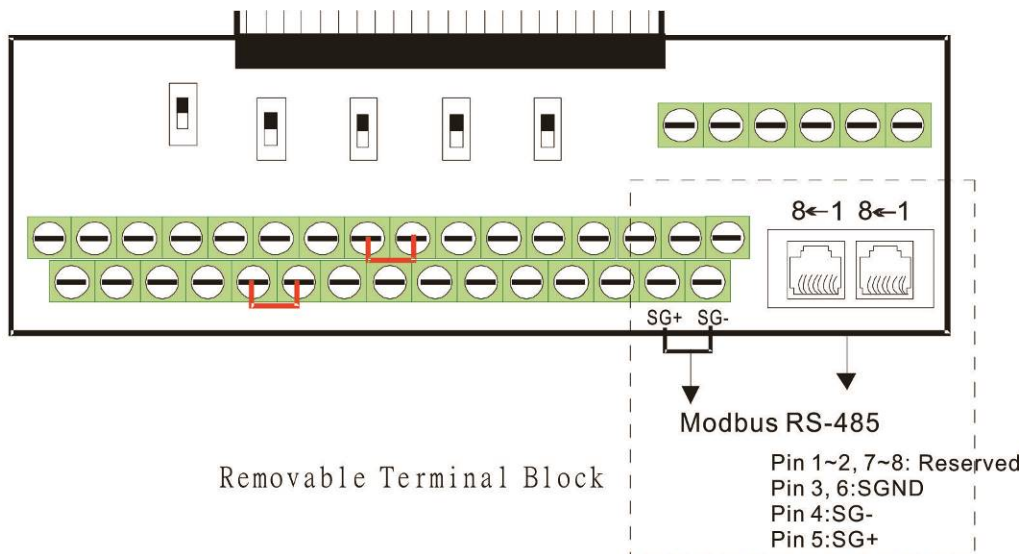 8←1 8←1
SG+ SG-
Modbus RS-485
Removable Terminal Block
Pin 1~2, 7~8: Reserved
Pin 3, 6:SGND
Pin 4:SG-
Pin 5:SG+